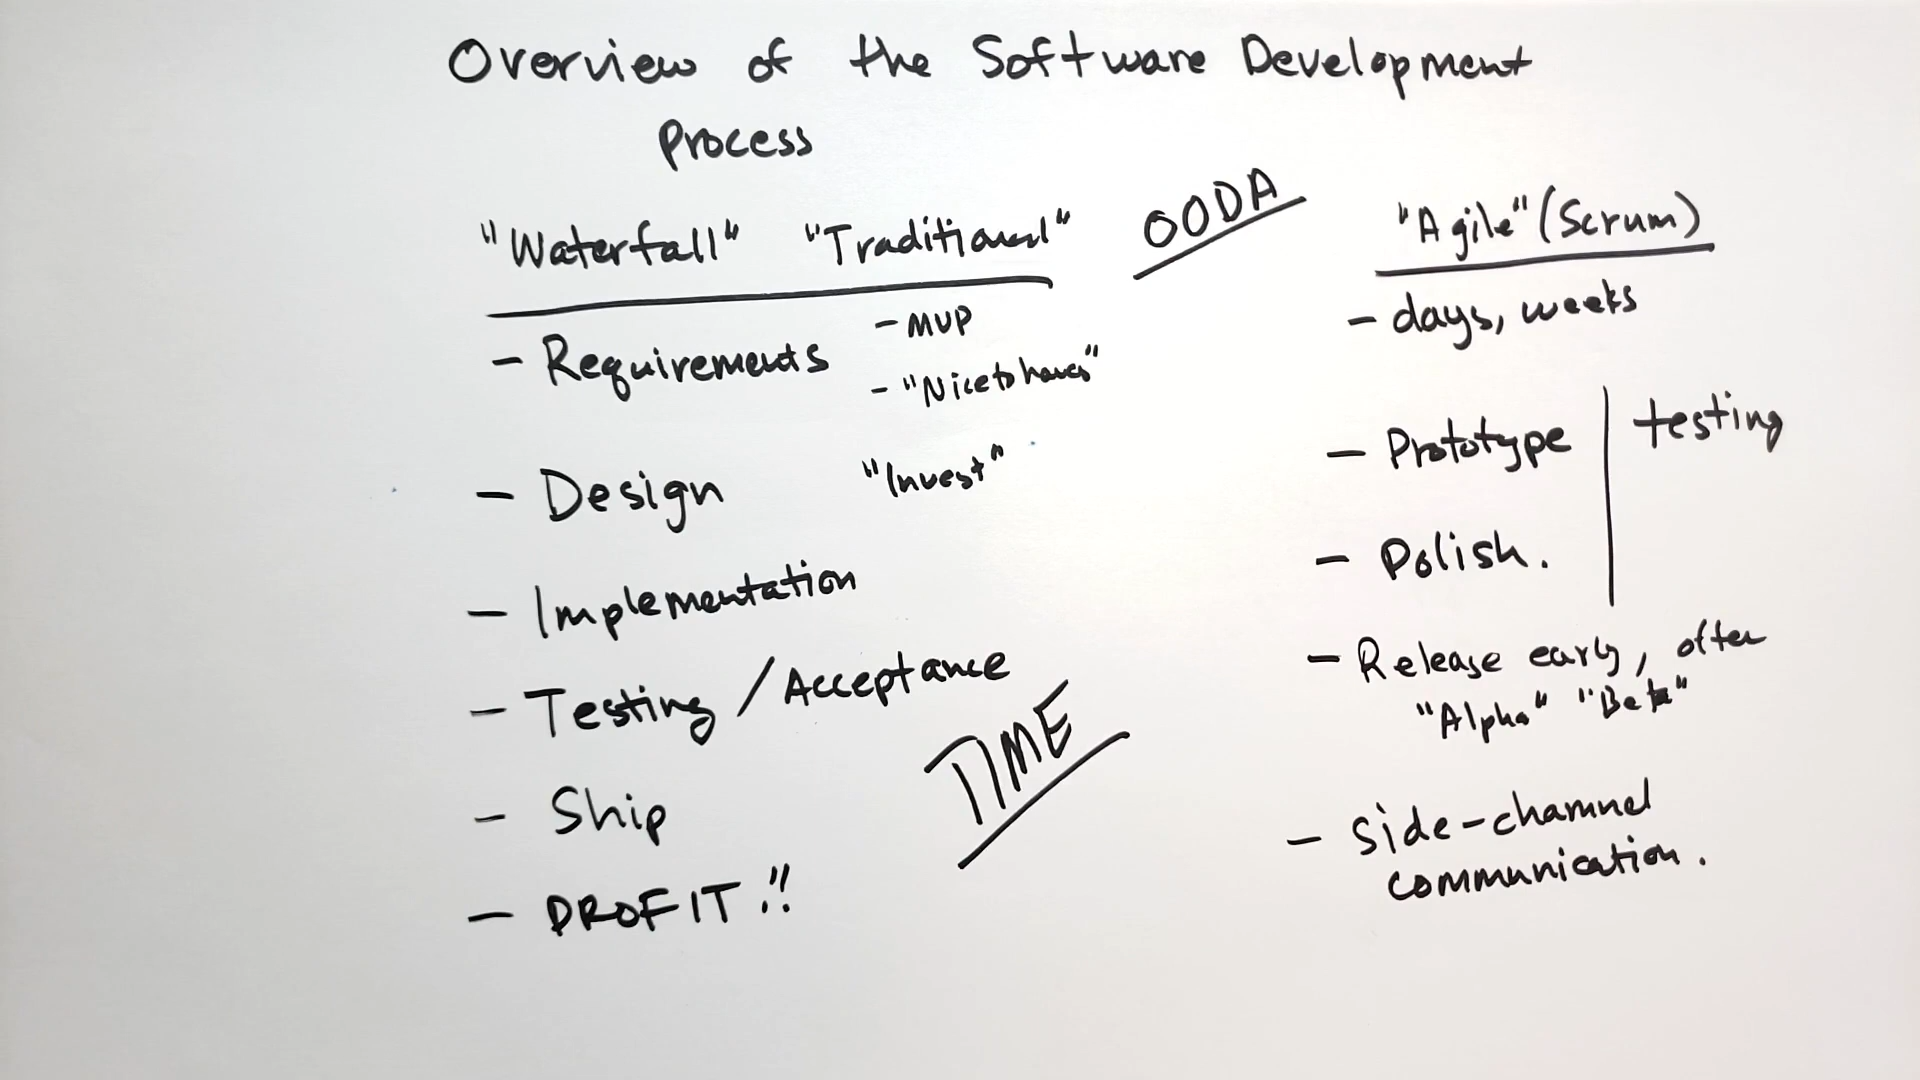 Overview of the Software Development
Process
"Waterfall" "Traditional"
- Requirements
- MVP
- "Nice to haves"
- Design "Invest"
- Implementation
- Testing / Acceptance
- Ship
- PROFIT!!
OODA
TIME
"Agile" (Scrum)
- days, weeks
- Prototype | testing
- Polish.
- Release early, often
"Alpha" "Beta"
- Side-channel
communication.